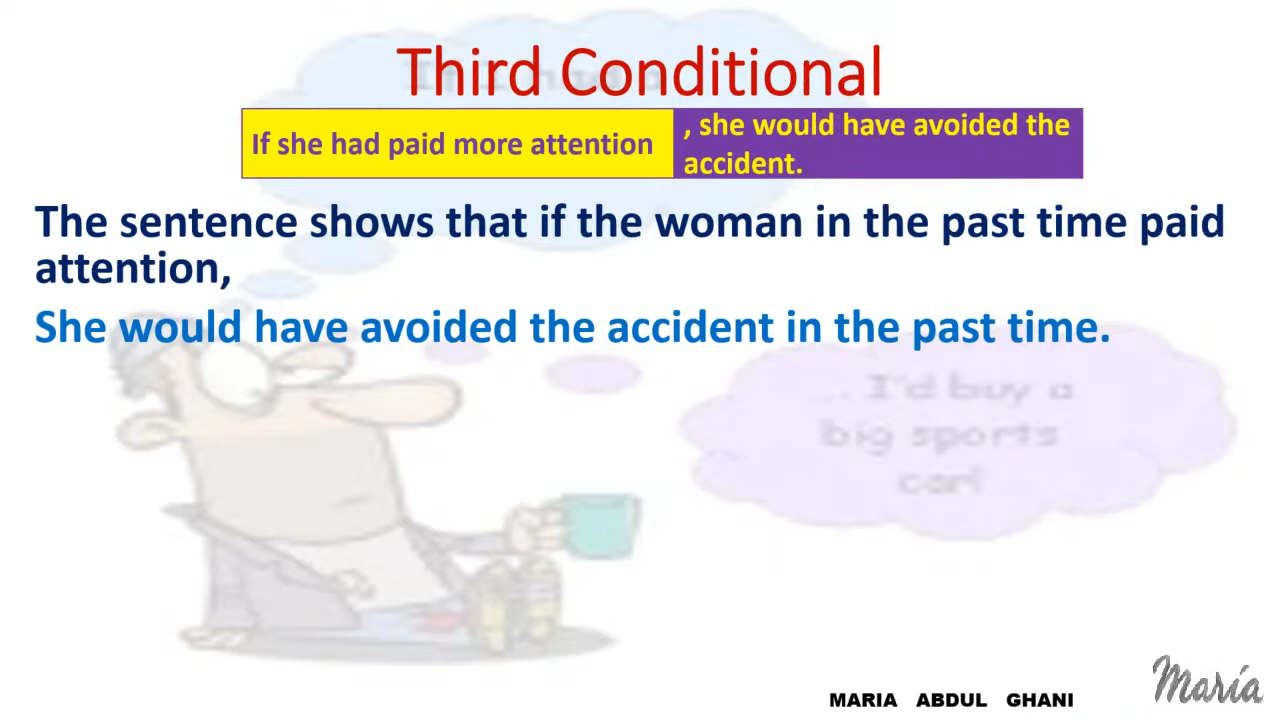 Third Conditional
If she had paid more attention
, she would have avoided the
accident.
The sentence shows that if the woman in the past time paid
attention,
She would have avoided the accident in the past time.
... I'd buy a
big sports
car!
MARIA ABDUL GHANI
Maria